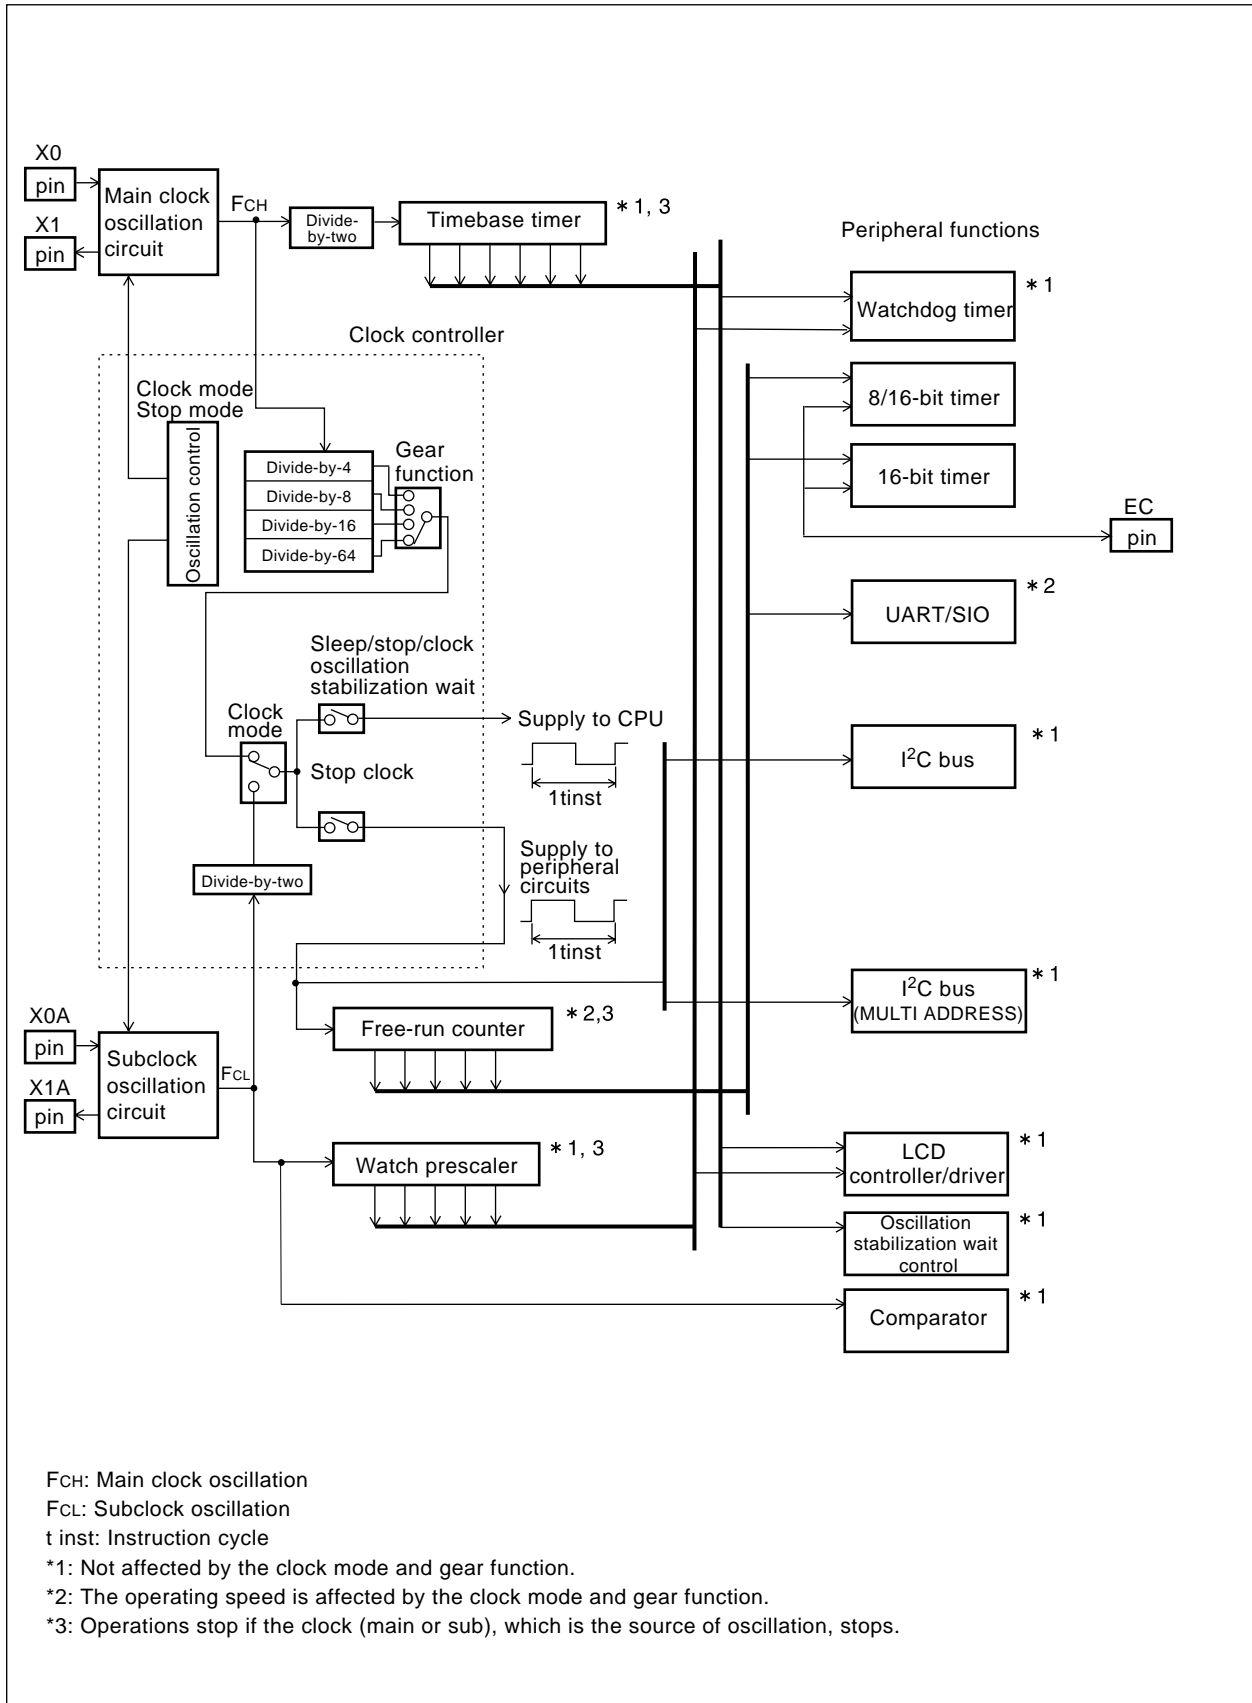 X0
pin
X1
pin
Main clock
oscillation
circuit
FCH
Divide-
by-two
Timebase timer
* 1, 3
Peripheral functions
Watchdog timer
* 1
8/16-bit timer
16-bit timer
EC
pin
UART/SIO
* 2
I2C bus
* 1
I2C bus
(MULTI ADDRESS)
* 1
LCD
controller/driver
* 1
Oscillation
stabilization wait
control
* 1
Comparator
* 1
Clock controller
Clock mode
Stop mode
Oscillation control
Divide-by-4
Divide-by-8
Divide-by-16
Divide-by-64
Gear
function
Sleep/stop/clock
oscillation
stabilization wait
Clock
mode
Supply to CPU
1tinst
Stop clock
Supply to
peripheral
circuits
1tinst
Divide-by-two
X0A
pin
X1A
pin
Subclock
oscillation
circuit
FCL
Free-run counter
* 2,3
Watch prescaler
* 1, 3
FCH: Main clock oscillation
FCL: Subclock oscillation
t inst: Instruction cycle
*1: Not affected by the clock mode and gear function.
*2: The operating speed is affected by the clock mode and gear function.
*3: Operations stop if the clock (main or sub), which is the source of oscillation, stops.